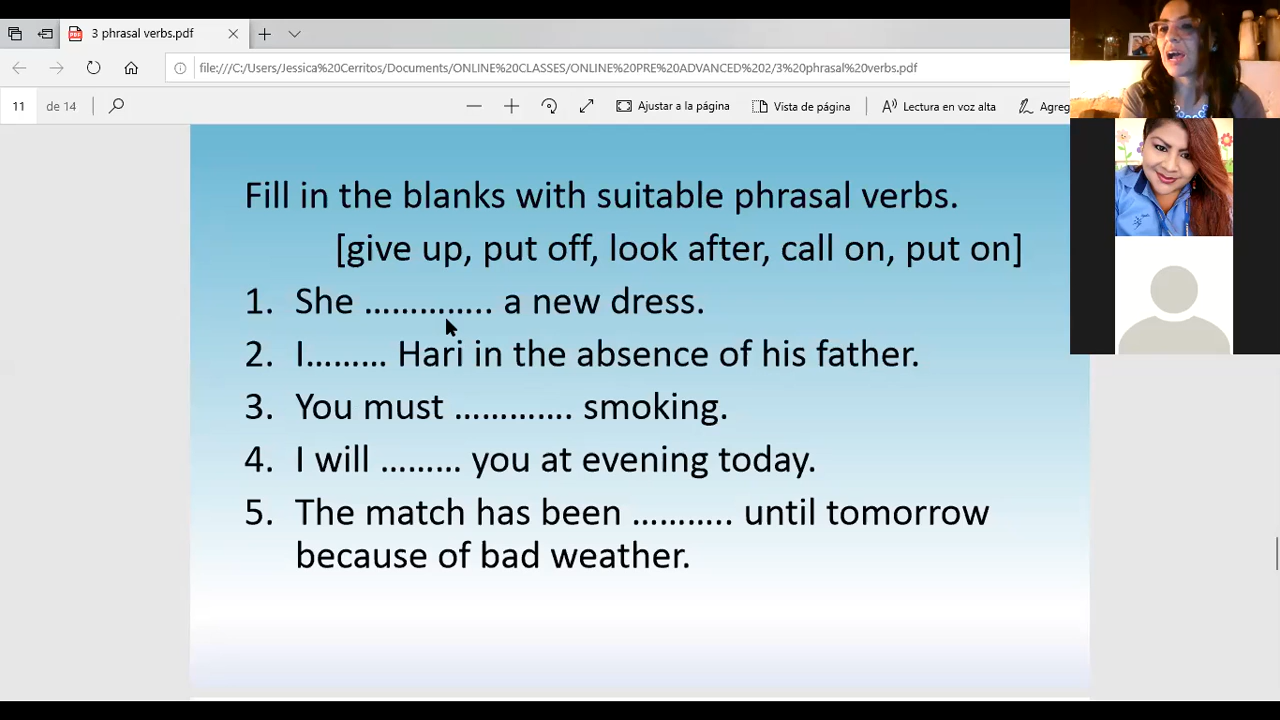 3 phrasal verbs.pdf
file:///C:/Users/Jessica%20Cerritos/Documents/ONLINE%20CLASSES/ONLINE%20PRE%20ADVANCED%202/3%20phrasal%20verbs.pdf
11 de 14 Ajustar a la página Vista de página Lectura en voz alta Agreg
Fill in the blanks with suitable phrasal verbs.
[give up, put off, look after, call on, put on]
1. She ………….. a new dress.
2. I……… Hari in the absence of his father.
3. You must …………. smoking.
4. I will ……… you at evening today.
5. The match has been ……….. until tomorrow
because of bad weather.